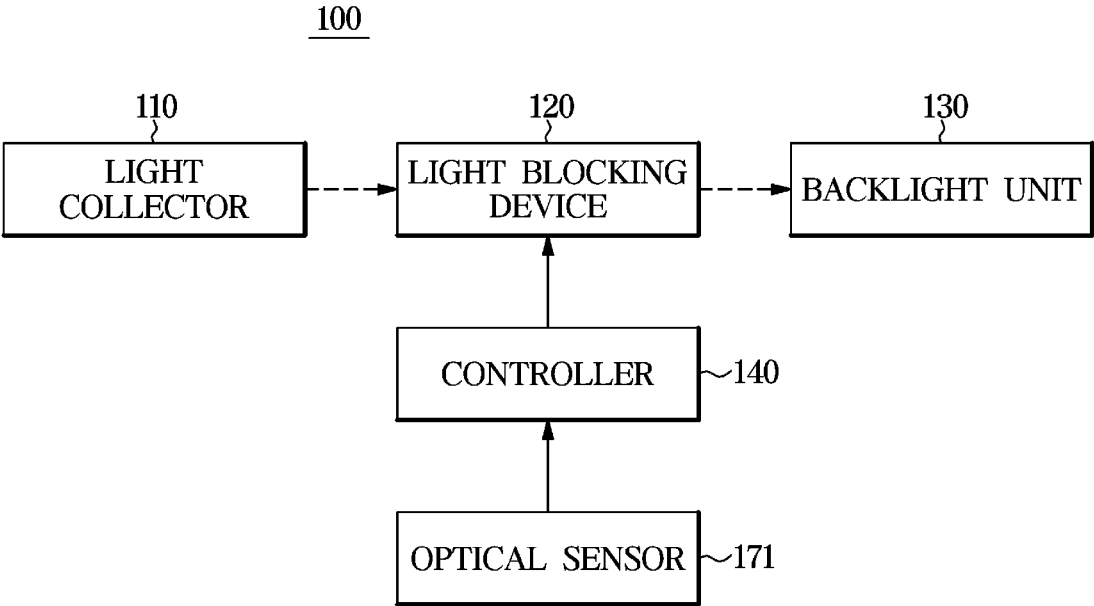 100
110
120
130
LIGHT
COLLECTOR
LIGHT BLOCKING
DEVICE
BACKLIGHT UNIT
CONTROLLER
140
OPTICAL SENSOR
171